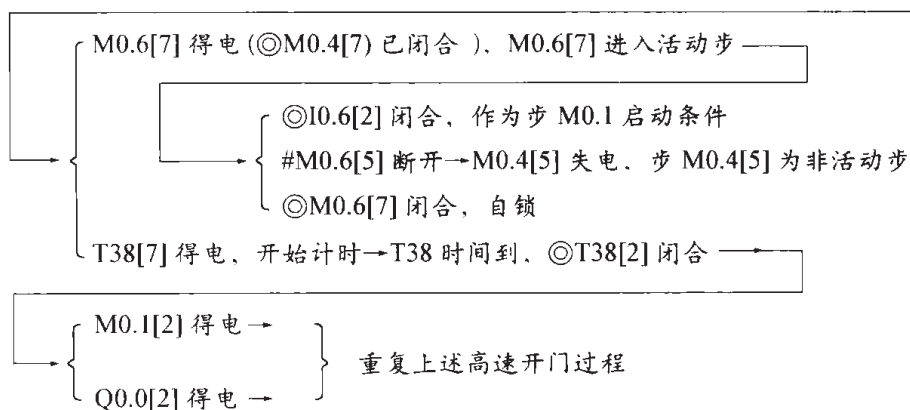 M0.6[7] 得电 (◎M0.4[7] 已闭合 )、M0.6[7] 进入活动步
◎I0.6[2] 闭合、作为步 M0.1 启动条件
#M0.6[5] 断开→M0.4[5] 失电、步 M0.4[5] 为非活动步
◎M0.6[7] 闭合、自锁
T38[7] 得电、开始计时→T38 时间到、◎T38[2] 闭合
M0.1[2] 得电→
重复上述高速开门过程
Q0.0[2] 得电→